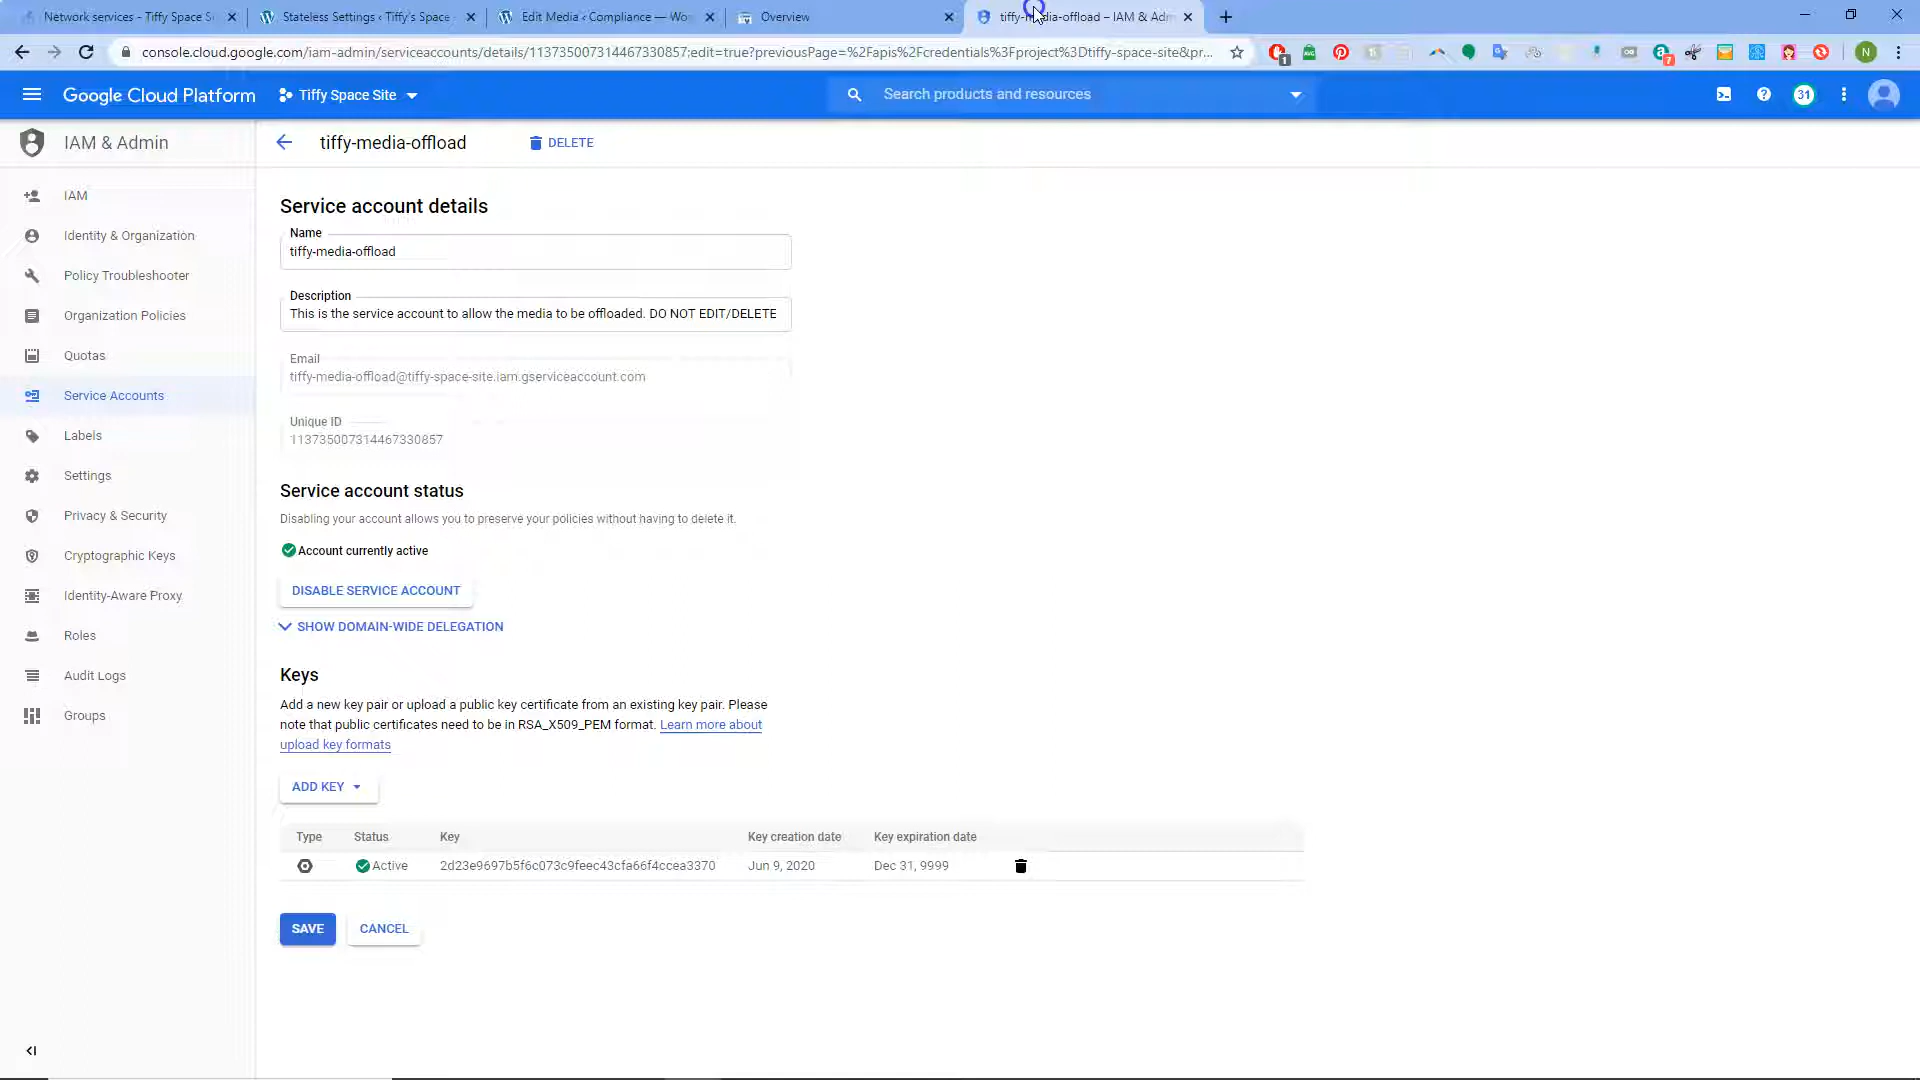 Network services - Tiffy Space Si
Stateless Settings ‹ Tiffy's Space
Edit Media ‹ Compliance — Wo
Overview
tiffy-media-offload – IAM & Adm
console.cloud.google.com/iam-admin/serviceaccounts/details/113735007314467330857;edit=true?previousPage=%2Fapis%2Fcredentials%3Fproject%3Dtiffy-space-site&pr...
1
7
N
Google Cloud Platform
Tiffy Space Site
Search products and resources
31
IAM & Admin
tiffy-media-offload
DELETE
IAM
Identity & Organization
Policy Troubleshooter
Organization Policies
Quotas
Service Accounts
Labels
Settings
Privacy & Security
Cryptographic Keys
Identity-Aware Proxy
Roles
Audit Logs
Groups
Service account details
Name
tiffy-media-offload
Description
This is the service account to allow the media to be offloaded. DO NOT EDIT/DELETE
Email
tiffy-media-offload@tiffy-space-site.iam.gserviceaccount.com
Unique ID
113735007314467330857
Service account status
Disabling your account allows you to preserve your policies without having to delete it.
Account currently active
DISABLE SERVICE ACCOUNT
SHOW DOMAIN-WIDE DELEGATION
Keys
Add a new key pair or upload a public key certificate from an existing key pair. Please
note that public certificates need to be in RSA_X509_PEM format. Learn more about
upload key formats
ADD KEY
Type Status Key Key creation date Key expiration date
Active 2d23e9697b5f6c073c9feec43cfa66f4ccea3370 Jun 9, 2020 Dec 31, 9999
SAVE
CANCEL